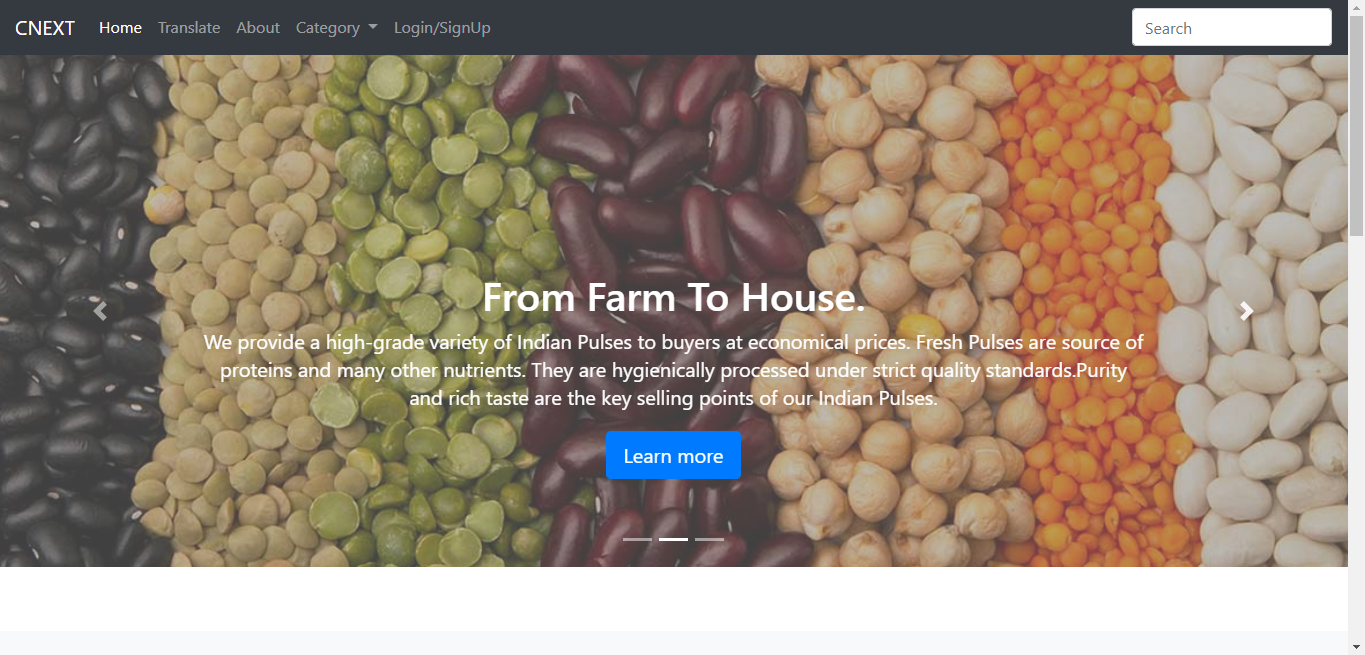 CNEXT Home Translate About Category Login/SignUp Search
From Farm To House.
We provide a high-grade variety of Indian Pulses to buyers at economical prices. Fresh Pulses are source of
proteins and many other nutrients. They are hygienically processed under strict quality standards.Purity
and rich taste are the key selling points of our Indian Pulses.
Learn more